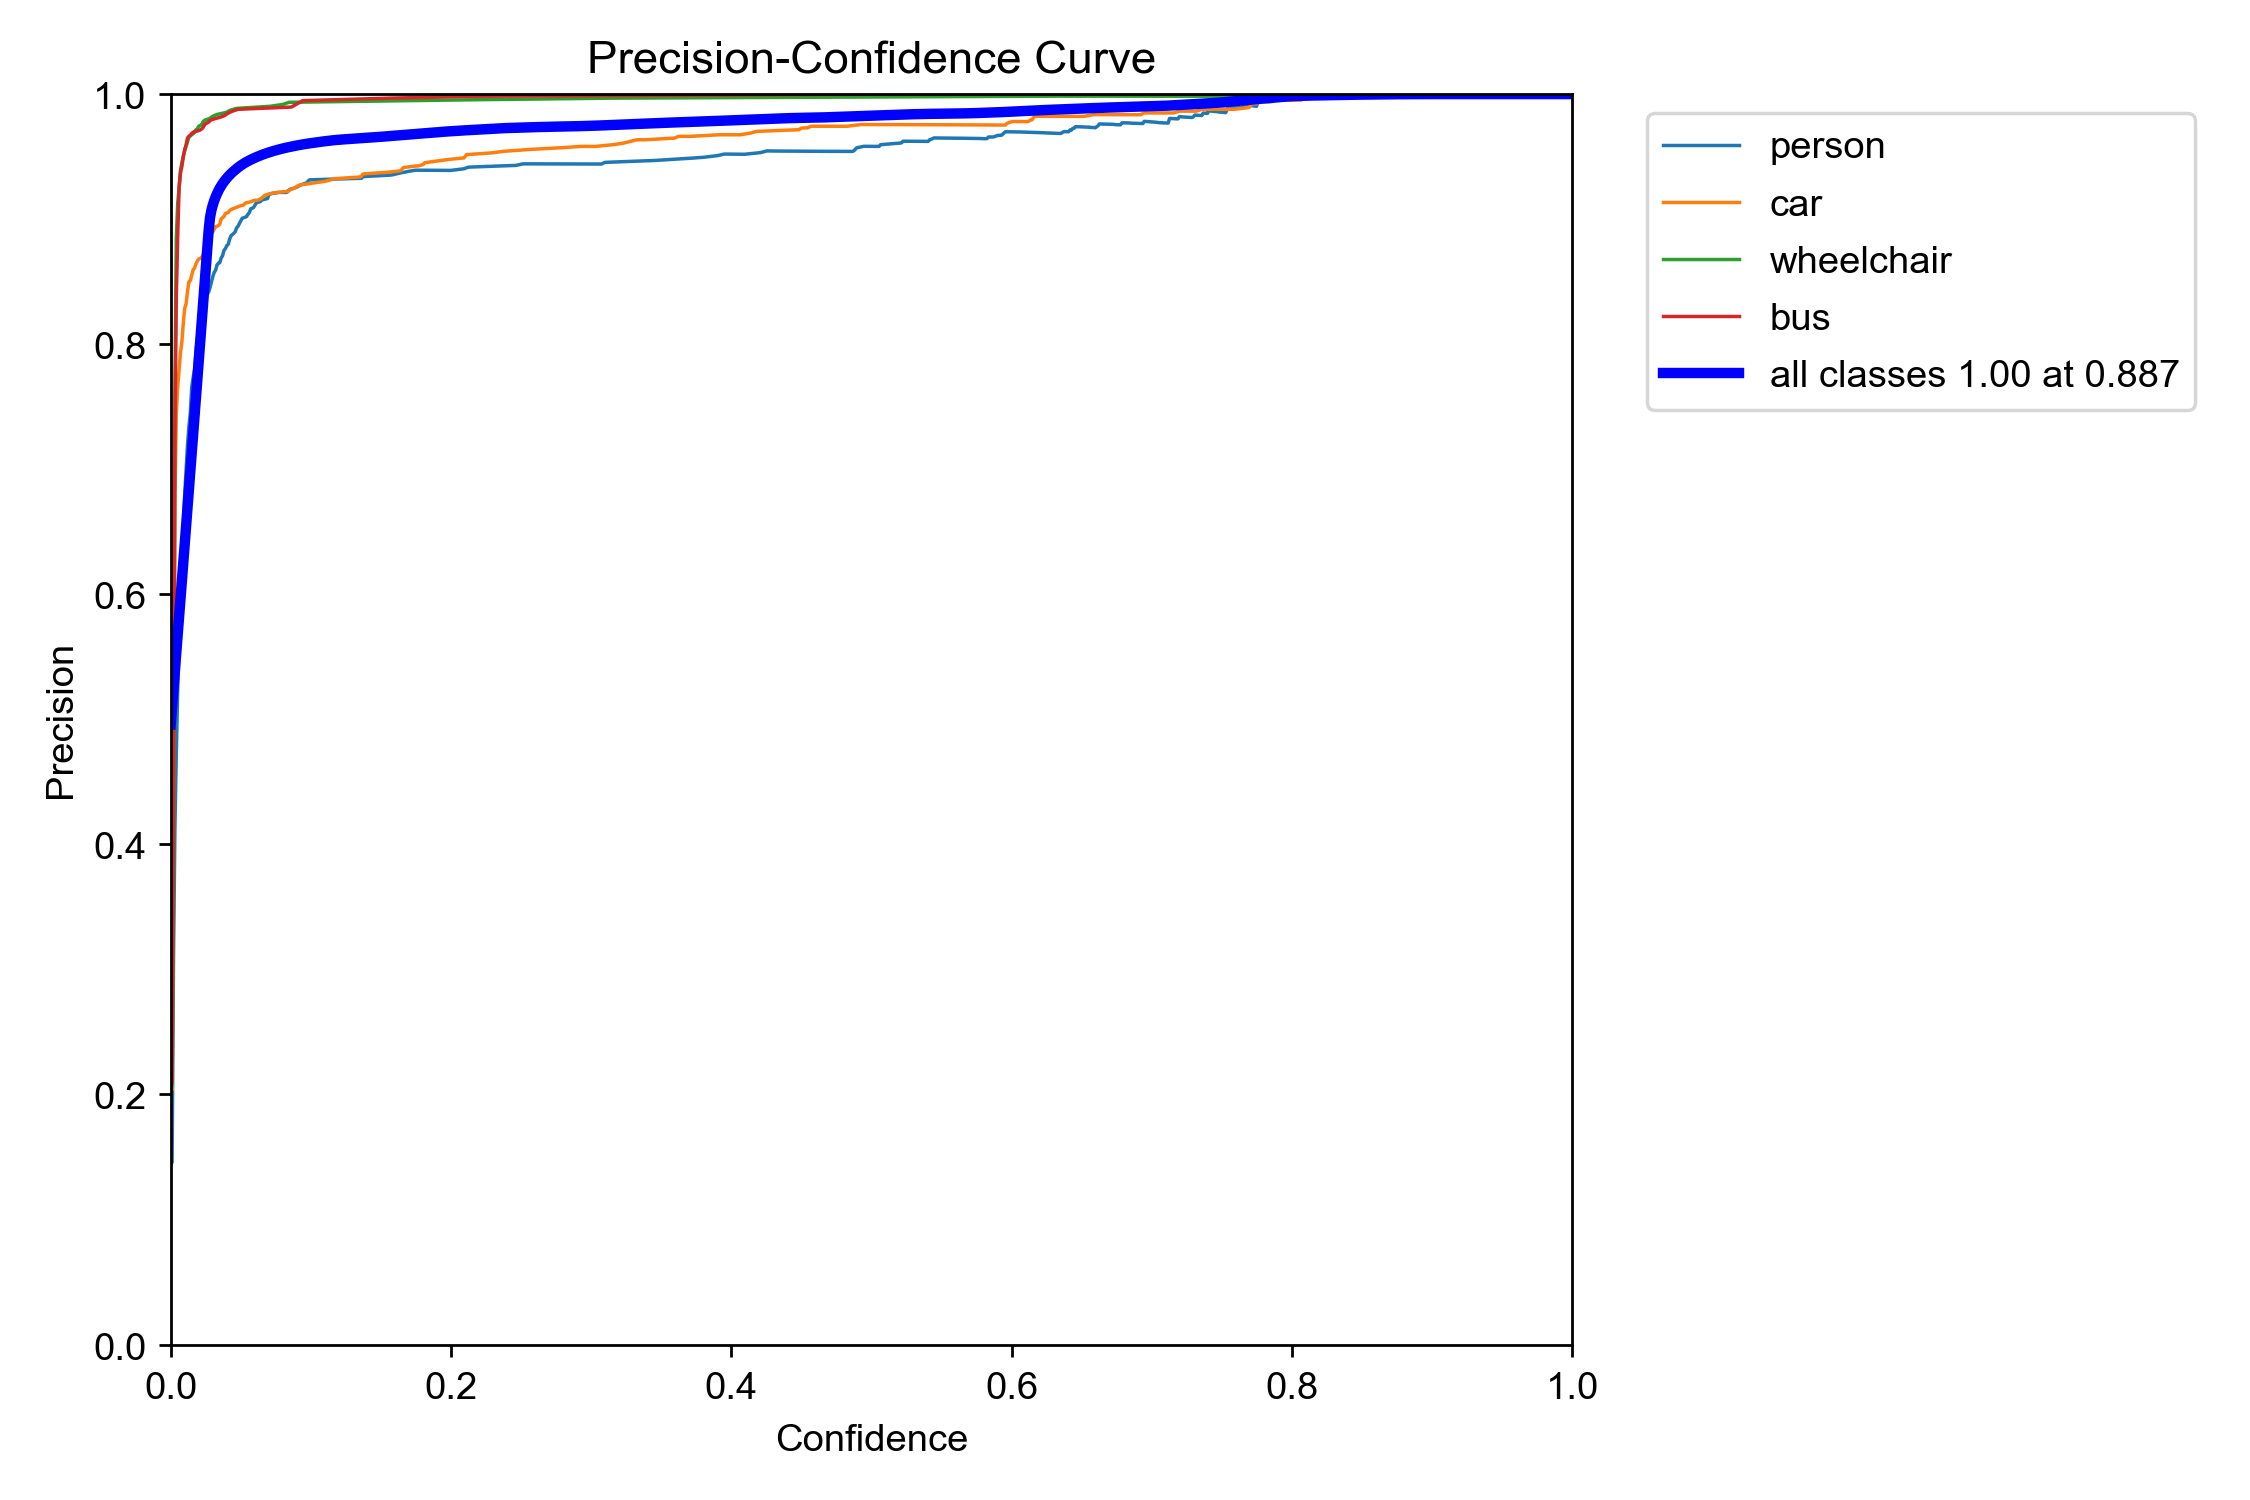 Precision-Confidence Curve
1.0
0.8
0.6
0.4
0.2
0.0
Precision
0.0 0.2 0.4 0.6 0.8 1.0
Confidence
person
car
wheelchair
bus
all classes 1.00 at 0.887